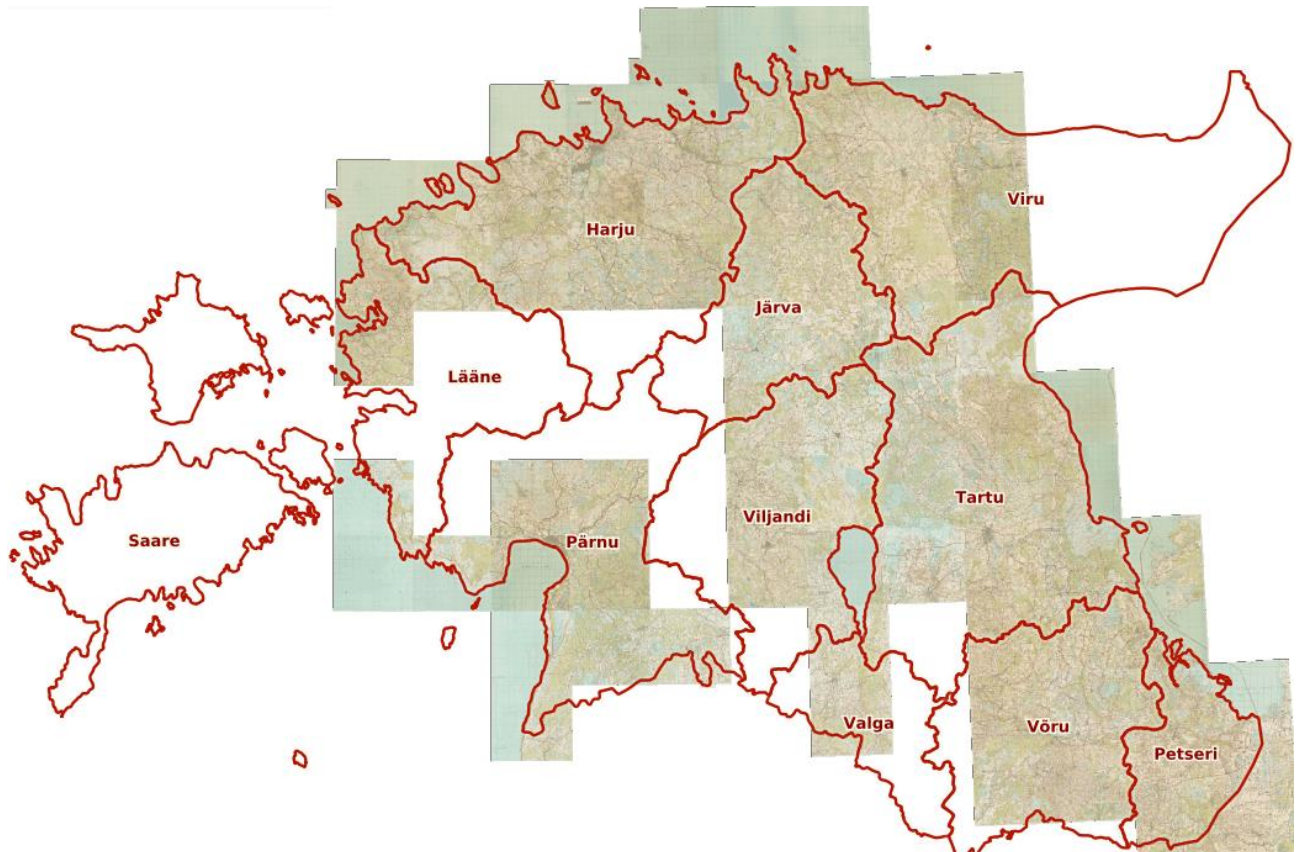 Viru
Harju
Järva
Lääne
Tartu
Viljandi
Pärnu
Saare
Valga
Võru
Petseri